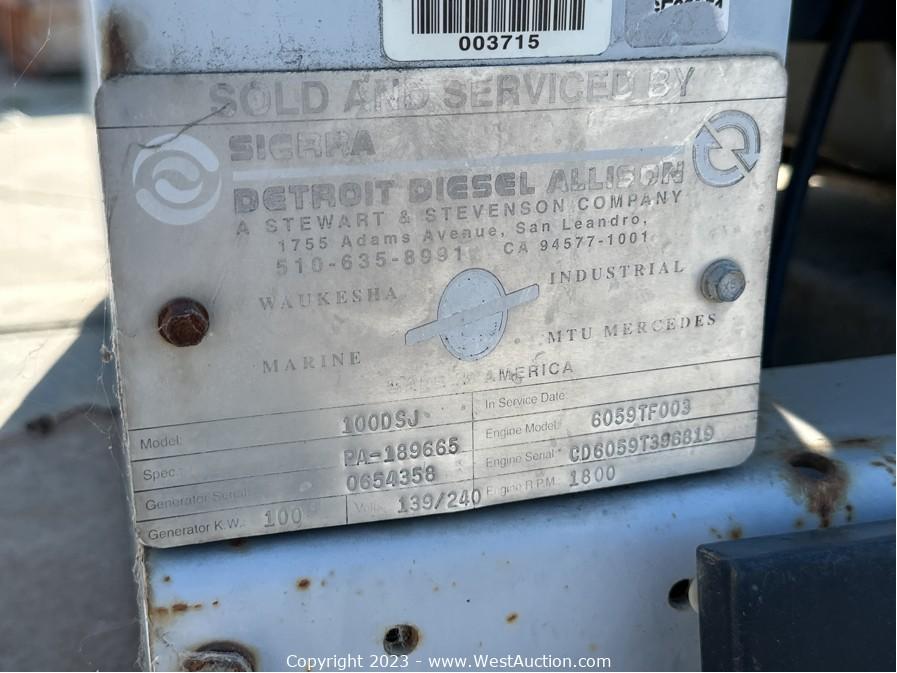 003715
SOLD AND SERVICED BY
SIERRA
DETROIT DIESEL ALLISON
A STEWART & STEVENSON COMPANY
1755 Adams Avenue, San Leandro,
CA 94577-1001
510-635-8991
WAUKESHA
INDUSTRIAL
MARINE
MTU MERCEDES
AMERICA
Model: 100DSJ
In Service Date:
Spec: PA-189665
Engine Model: 6059TF003
Generator Serial: 0654358
Engine Serial: CD6059T396819
Generator K.W.: 100
Volts: 139/240
Engine R.P.M. 1800
Copyright 2023 - www.WestAuction.com